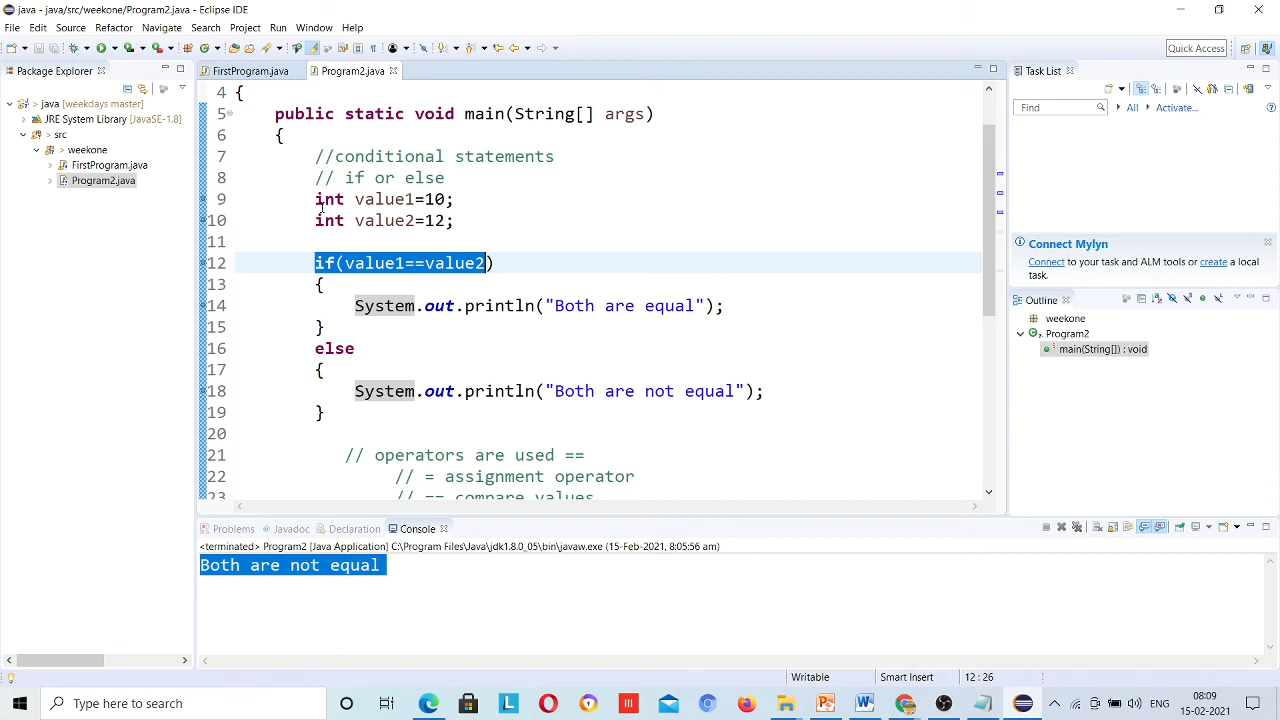 java - java/src/weekone/Program2.java - Eclipse IDE
File Edit Source Refactor Navigate Search Project Run Window Help
Quick Access
Package Explorer
FirstProgram.java
Program2.java
Task List
> java (weekdays master)
JRE System Library [JavaSE-1.8]
> src
> weekone
> FirstProgram.java
> Program2.java
Find
All
Activate...
4 {
5 public static void main(String[] args)
6 {
7 //conditional statements
8 // if or else
9 int value1=10;
10 int value2=12;
11
12 if(value1==value2)
13 {
14 System.out.println("Both are equal");
15 }
16 else
17 {
18 System.out.println("Both are not equal");
19 }
20
21 // operators are used ==
22 // = assignment operator
23 // == compare values
Connect Mylyn
Connect to your task and ALM tools or create a local
task.
Outline
weekone
Program2
main(String[]) : void
Problems Javadoc Declaration Console
<terminated> Program2 [Java Application] C:\Program Files\Java\jdk1.8.0_05\bin\javaw.exe (15-Feb-2021, 8:05:56 am)
Both are not equal
Writable
Smart Insert
12 : 26
Type here to search
ENG
08:09
15-02-2021